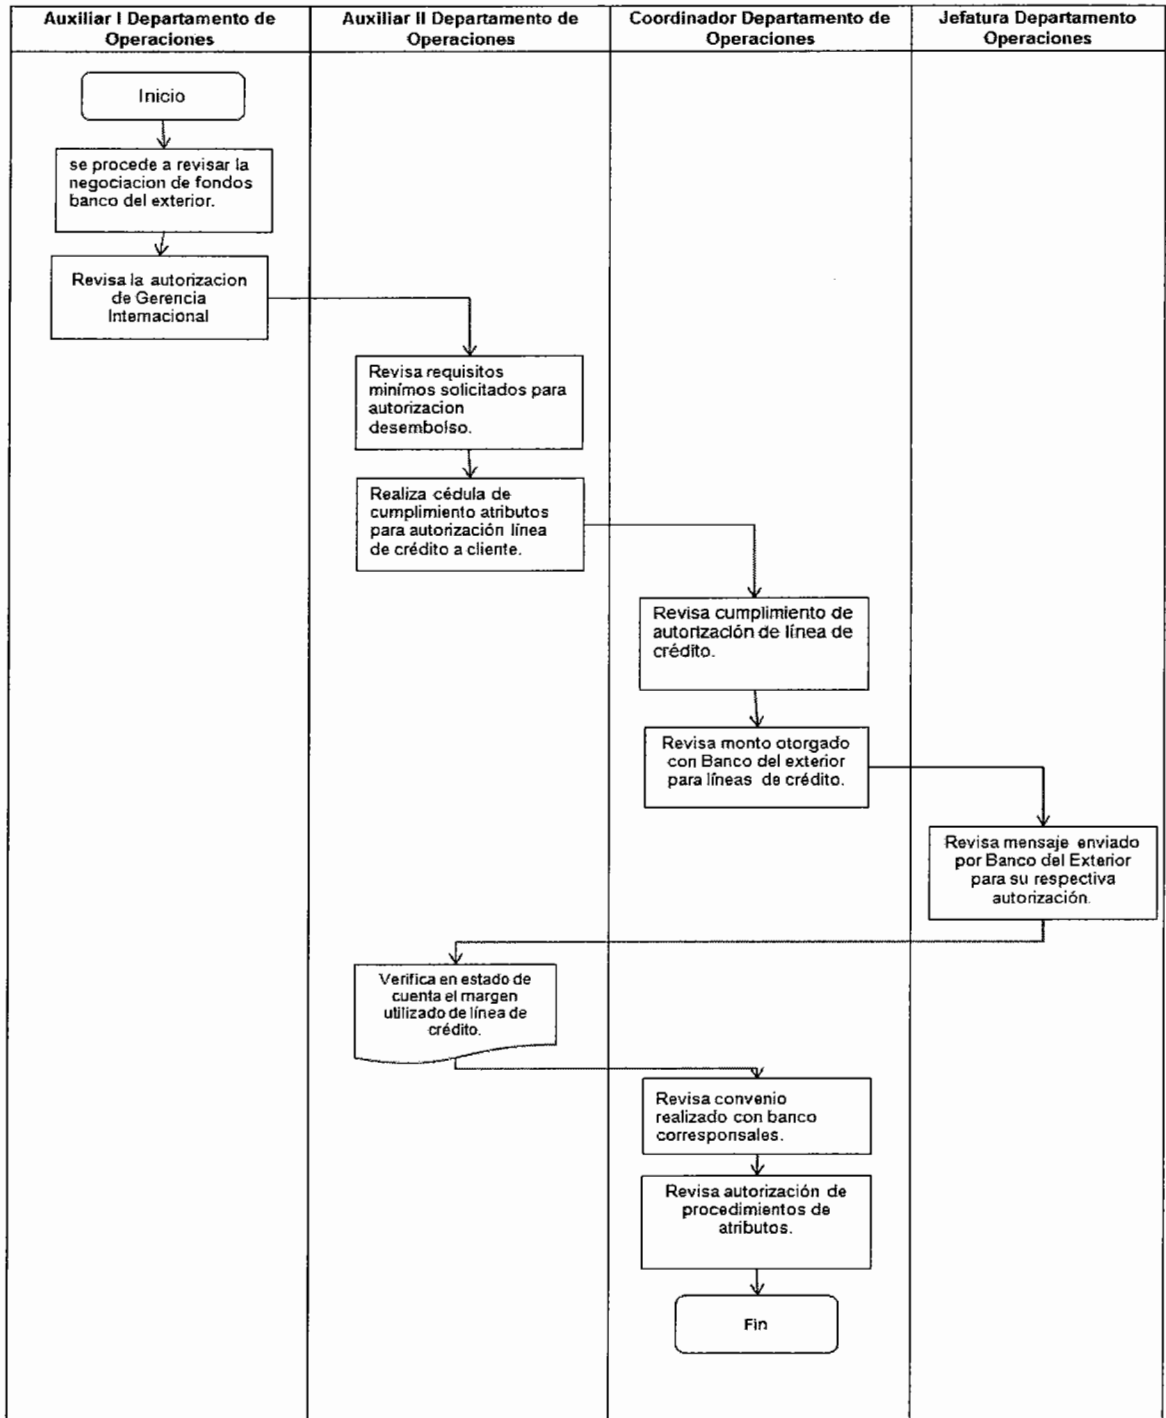 Auxiliar I Departamento de
Operaciones
Auxiliar II Departamento de
Operaciones
Coordinador Departamento de
Operaciones
Jefatura Departamento
Operaciones
Inicio
se procede a revisar la
negociacion de fondos
banco del exterior.
Revisa la autorizacion
de Gerencia
Internacional
Revisa requisitos
minímos solicitados para
autorizacion
desembolso.
Realiza cédula de
cumplimiento atributos
para autorización línea
de crédito a cliente.
Revisa cumplimiento de
autorización de línea de
crédito.
Revisa monto otorgado
con Banco del exterior
para líneas de crédito.
Revisa mensaje enviado
por Banco del Exterior
para su respectiva
autorización.
Verifica en estado de
cuenta el margen
utilizado de línea de
crédito.
Revisa convenio
realizado con banco
corresponsales.
Revisa autorización de
procedimientos de
atributos.
Fin